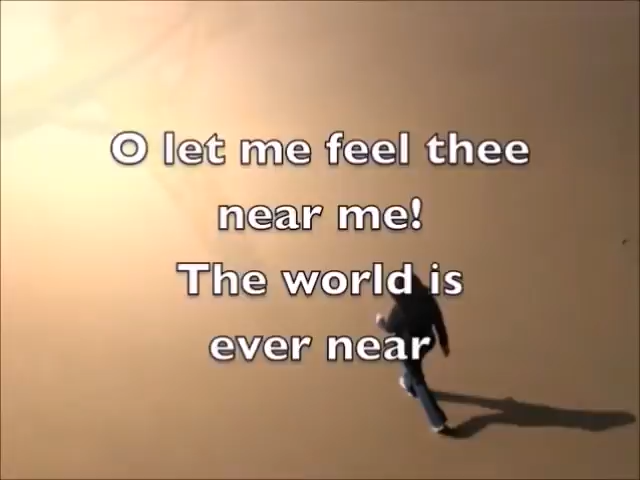 O let me feel thee
near me!
The world is
ever near